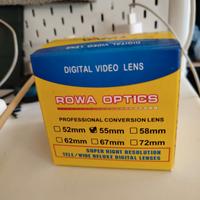 DIGITAL VIDEO LENS
ROWA OPTICS
PROFESSIONAL CONVERSION LENS
52mm 55mm 58mm
62mm 67mm 72mm
SUPER HIGHT RESOLUTION
TELE/WIDE DELUXE DIGITAL LENSES